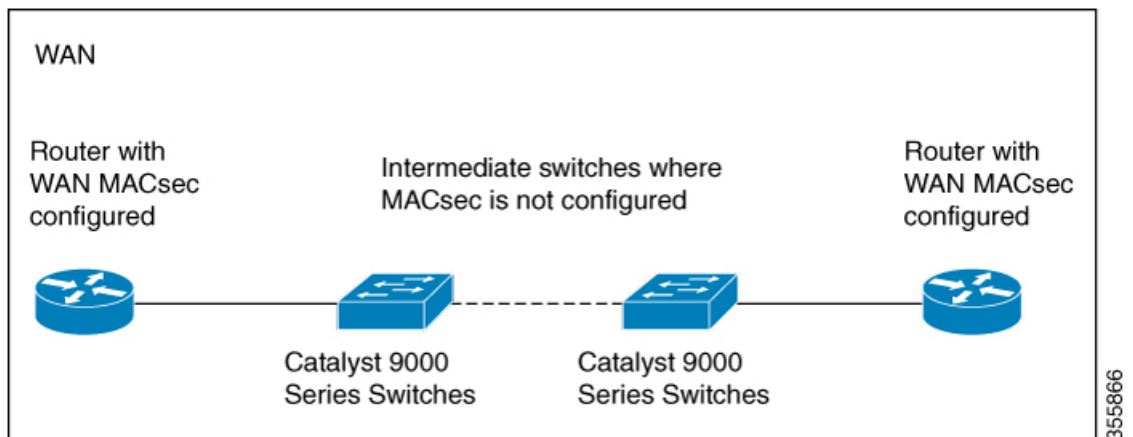 WAN
Router with
WAN MACsec
configured
Intermediate switches where
MACsec is not configured
Router with
WAN MACsec
configured
Catalyst 9000
Series Switches
Catalyst 9000
Series Switches
355866